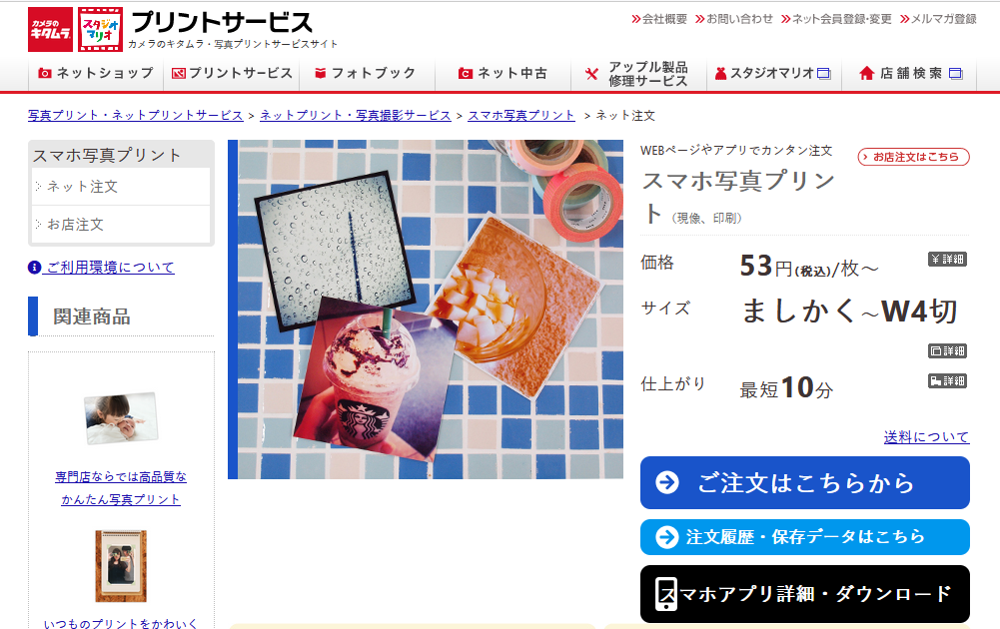 カメラの
キタムラ
スタジオ
マリオ
プリントサービス
カメラのキタムラ・写真プリントサービスサイト
会社概要
お問い合わせ
ネット会員登録・変更
メルマガ登録
ネットショップ
プリントサービス
フォトブック
ネット中古
アップル製品
修理サービス
スタジオマリオ
店舗検索
写真プリント・ネットプリントサービス > ネットプリント・写真撮影サービス > スマホ写真プリント > ネット注文
スマホ写真プリント
ネット注文
お店注文
ご利用環境について
関連商品
専門店ならでは高品質な
かんたん写真プリント
いつものプリントをかわいく
WEBページやアプリでカンタン注文
お店注文はこちら
スマホ写真プリン
ト（現像、印刷）
価格
53円(税込)/枚～
¥詳細
サイズ
ましかく～W4切
詳細
仕上がり
最短10分
詳細
送料について
ご注文はこちらから
注文履歴・保存データはこちら
スマホアプリ詳細・ダウンロード